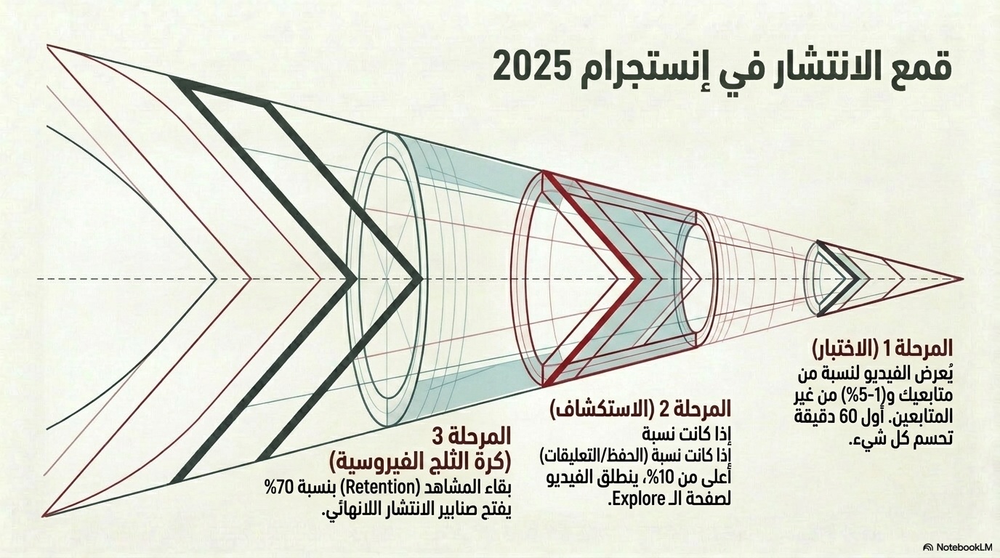 قمع الانتشار في إنستجرام 2025
المرحلة 1 (الاختبار)
يُعرض الفيديو لنسبة من
متابعيك و(1-5%) من غير
المتابعين. أول 60 دقيقة
تحسم كل شيء.
المرحلة 2 (الاستكشاف)
إذا كانت نسبة
إذا كانت نسبة (الحفظ/التعليقات)
أعلى من 10%، ينطلق الفيديو
لصفحة الـ Explore.
المرحلة 3
(كرة الثلج الفيروسية)
بقاء المشاهد (Retention) بنسبة 70%
يفتح صنابير الانتشار اللانهائي.
NotebookLM